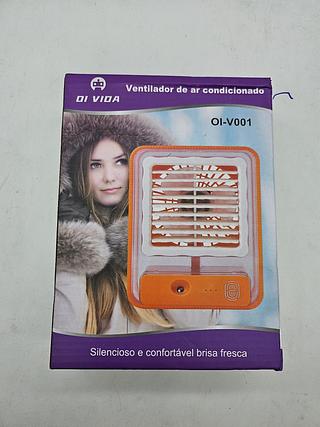 Ventilador de ar condicionado
OI VIDA
OI-V001
Silencioso e confortável brisa fresca